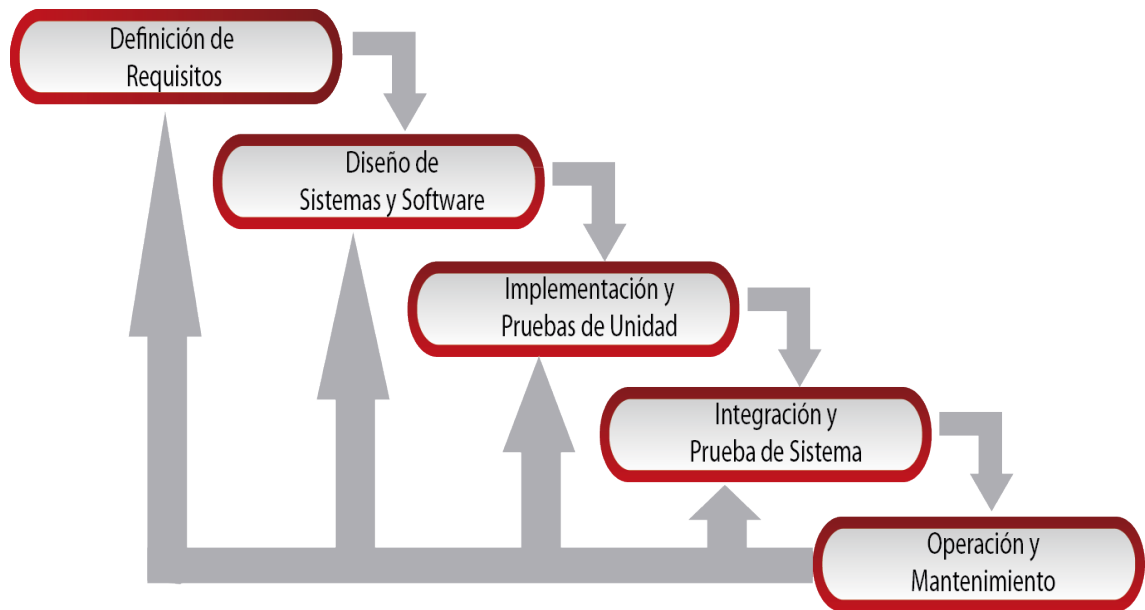 Definición de
Requisitos
Diseño de
Sistemas y Software
Implementación y
Pruebas de Unidad
Integración y
Prueba de Sistema
Operación y
Mantenimiento